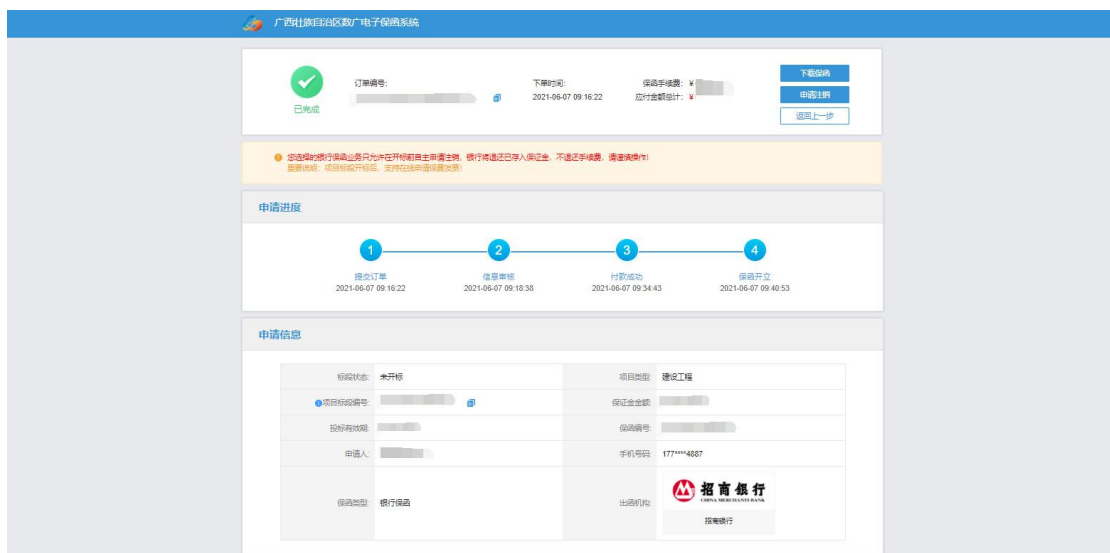 广西壮族自治区数广电子保函系统
已完成
订单编号:
下单时间:
2021-06-07 09:16:22
保函手续费: ¥
应付金额总计: ¥
下载保函
申请注销
返回上一步
您选择的银行保函业务只允许在开标前自主申请注销, 银行将退还已存入保证金, 不退还手续费, 请谨慎操作!
重要说明: 项目标段开标后, 支持在线申请保费发票!
申请进度
1 2 3 4
提交订单 信息审核 付款成功 保函开立
2021-06-07 09:16:22 2021-06-07 09:18:38 2021-06-07 09:34:43 2021-06-07 09:40:53
申请信息
标段状态: 未开标 项目类型: 建设工程
项目标段编号: 保证金金额:
投标有效期: 保函编号:
申请人: 手机号码: 177****4887
保函类型: 银行保函 出函机构:
招商银行
CHINA MERCHANTS BANK
招商银行